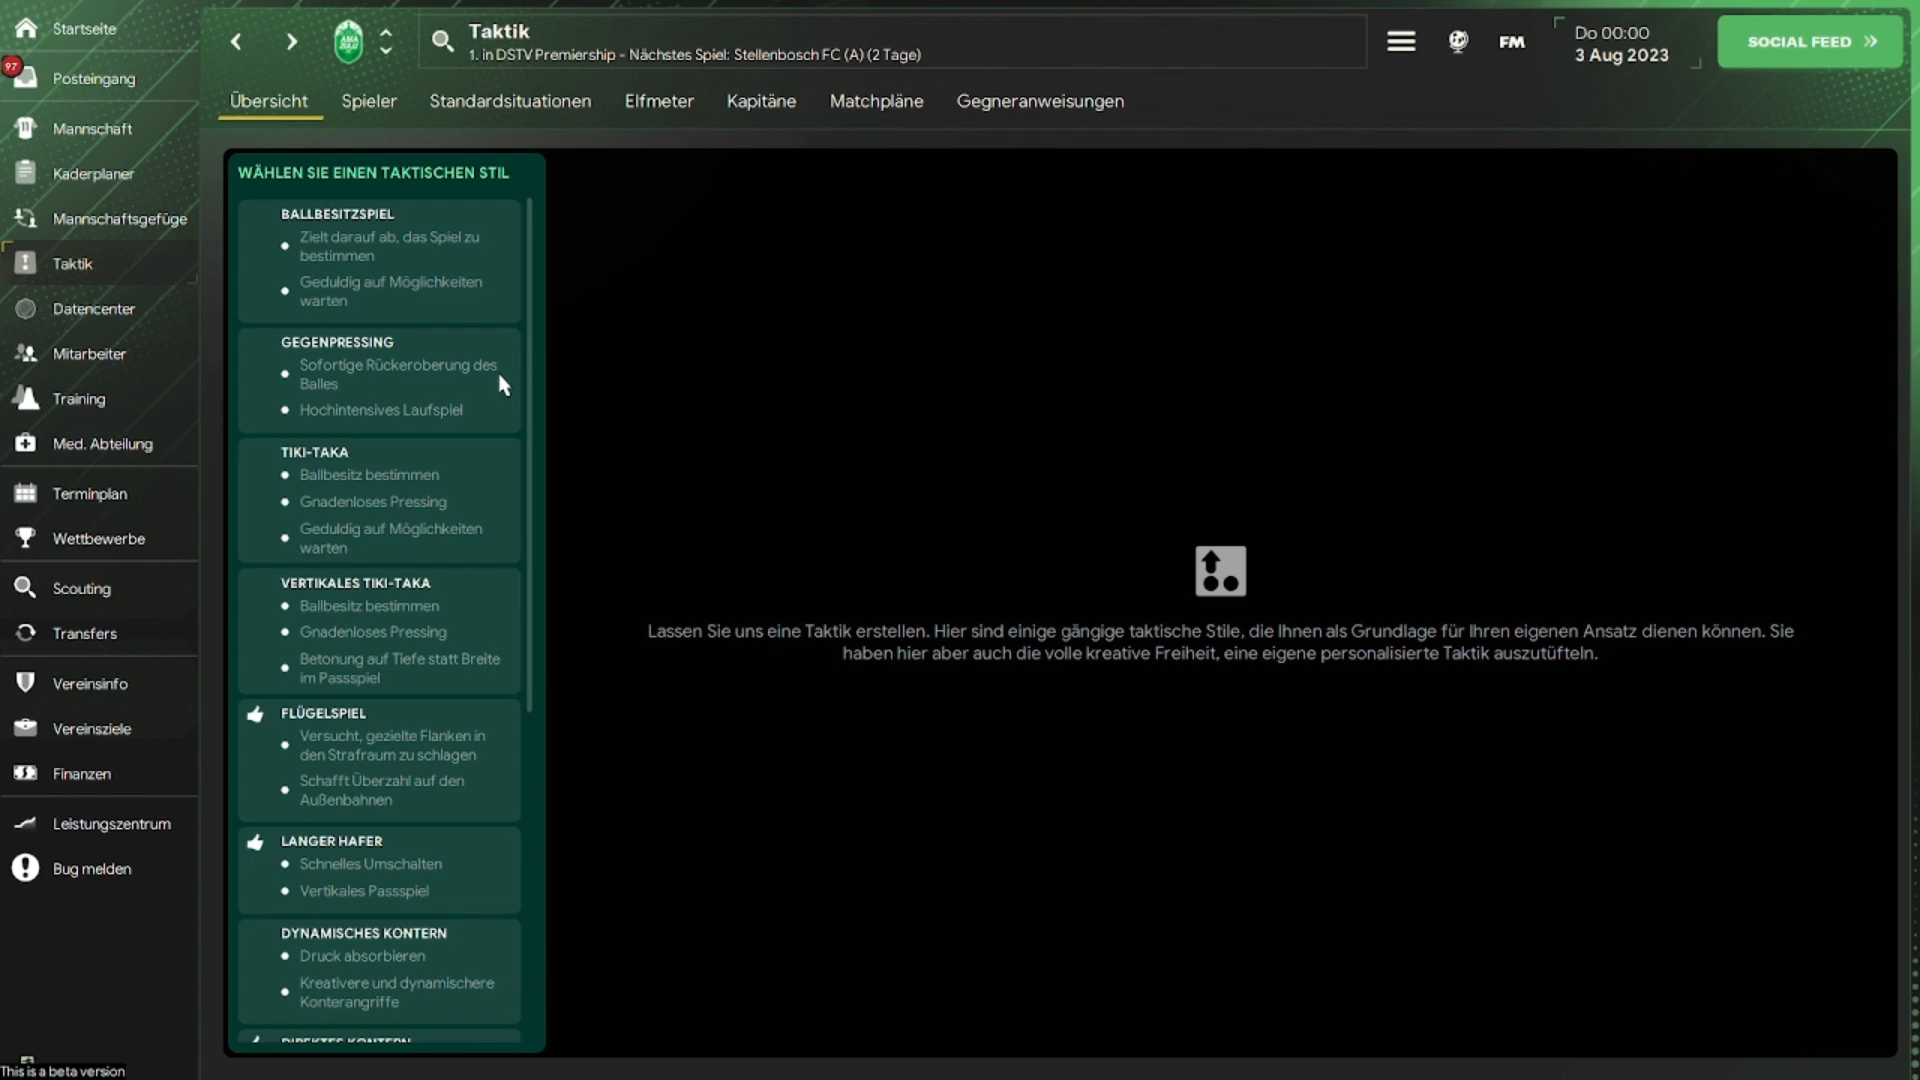 Startseite
97
Posteingang
Mannschaft
Kaderplaner
Mannschaftsgefüge
Taktik
Datencenter
Mitarbeiter
Training
Med. Abteilung
Terminplan
Wettbewerbe
Scouting
Transfers
Vereinsinfo
Vereinsziele
Finanzen
Leistungszentrum
Bug melden
This is a beta version
Taktik
1. in DSTV Premiership - Nächstes Spiel: Stellenbosch FC (A) (2 Tage)
FM
Do 00:00
3 Aug 2023
SOCIAL FEED
Übersicht
Spieler
Standardsituationen
Elfmeter
Kapitäne
Matchpläne
Gegneranweisungen
WÄHLEN SIE EINEN TAKTISCHEN STIL
BALLBESITZSPIEL
Zielt darauf ab, das Spiel zu
bestimmen
Geduldig auf Möglichkeiten
warten
GEGENPRESSING
Sofortige Rückeroberung des
Balles
Hochintensives Laufspiel
TIKI-TAKA
Ballbesitz bestimmen
Gnadenloses Pressing
Geduldig auf Möglichkeiten
warten
VERTIKALES TIKI-TAKA
Ballbesitz bestimmen
Gnadenloses Pressing
Betonung auf Tiefe statt Breite
im Passspiel
FLÜGELSPIEL
Versucht, gezielte Flanken in
den Strafraum zu schlagen
Schafft Überzahl auf den
Außenbahnen
LANGER HAFER
Schnelles Umschalten
Vertikales Passspiel
DYNAMISCHES KONTERN
Druck absorbieren
Kreativere und dynamischere
Konterangriffe
DIREKTES KONTERN
Lassen Sie uns eine Taktik erstellen. Hier sind einige gängige taktische Stile, die Ihnen als Grundlage für Ihren eigenen Ansatz dienen können. Sie
haben hier aber auch die volle kreative Freiheit, eine eigene personalisierte Taktik auszutüfteln.